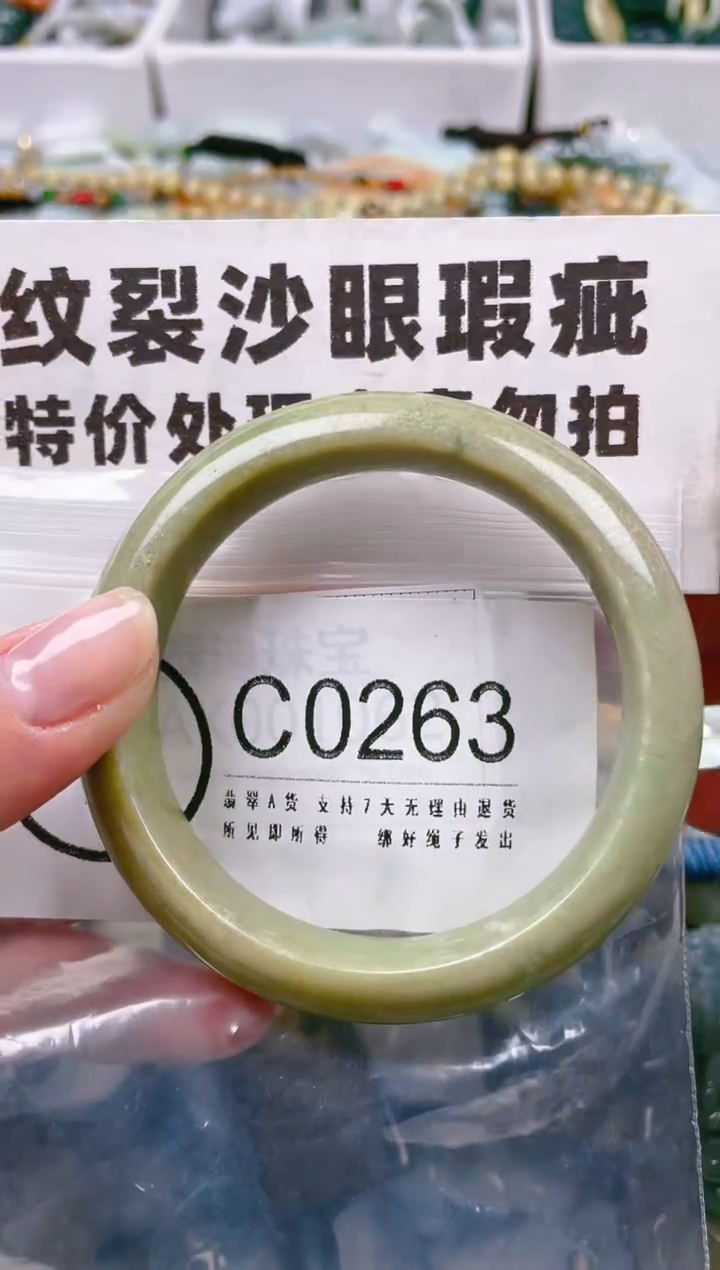 纹裂沙眼瑕疵
特价处理 勿拍
珠宝
C0263
翡翠A货 支持7天无理由退货
所见即所得 绑好绳子发出